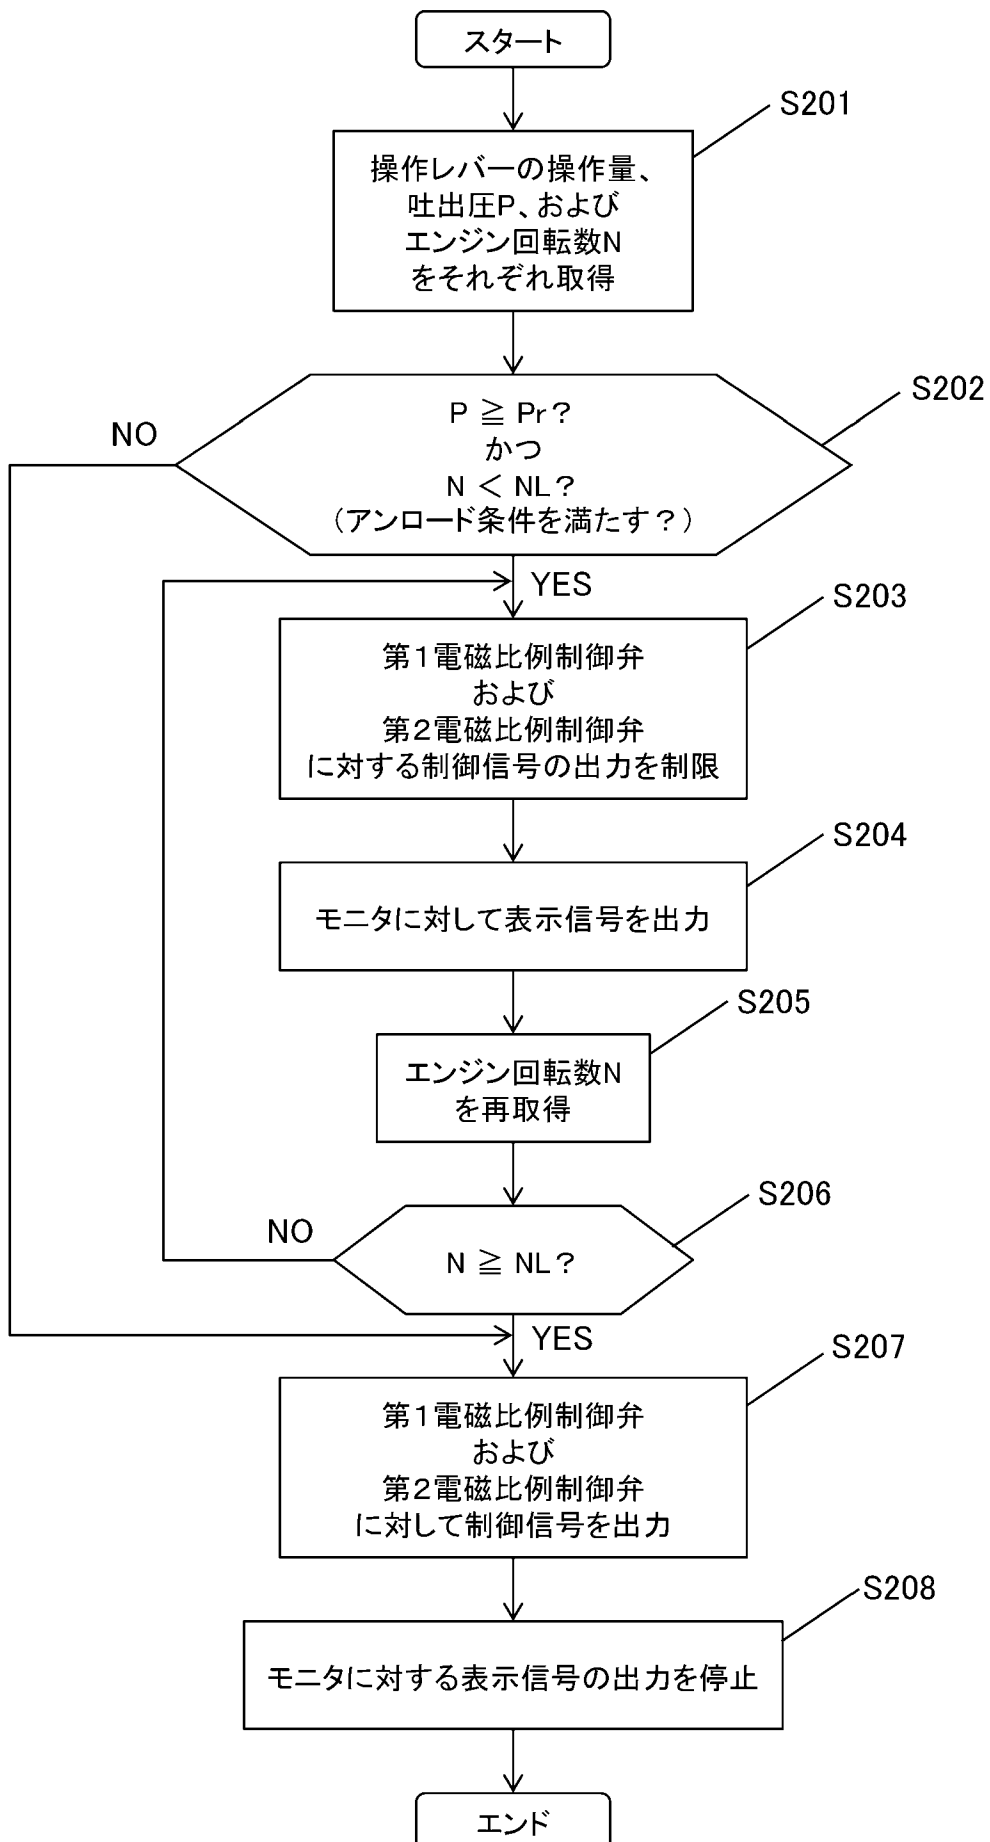 スタート
S201
操作レバーの操作量、
吐出圧P、および
エンジン回転数N
をそれぞれ取得
S202
NO
P ≧ Pr?
かつ
N < NL?
(アンロード条件を満たす?)
YES
S203
第1電磁比例制御弁
および
第2電磁比例制御弁
に対する制御信号の出力を制限
S204
モニタに対して表示信号を出力
S205
エンジン回転数N
を再取得
S206
NO
N ≧ NL?
YES
S207
第1電磁比例制御弁
および
第2電磁比例制御弁
に対して制御信号を出力
S208
モニタに対する表示信号の出力を停止
エンド